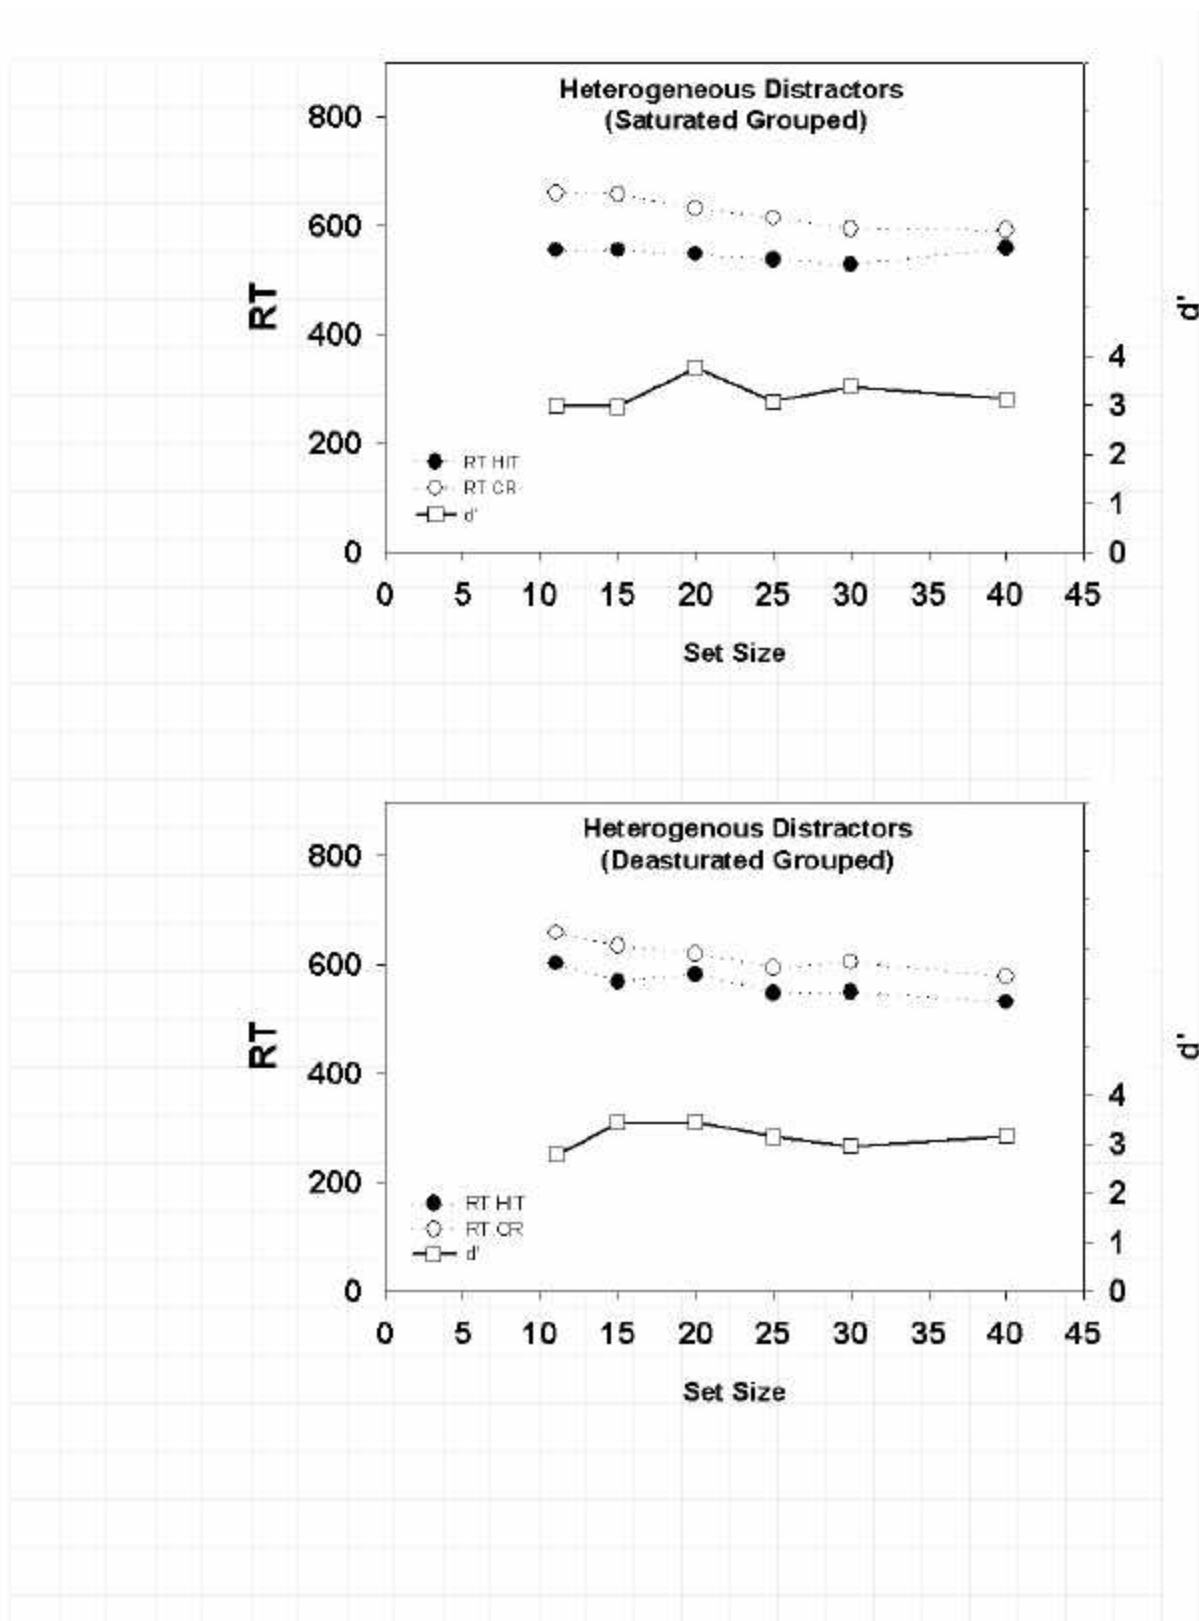 Heterogeneous Distractors
(Saturated Grouped)
800
600
400
200
0
RT
d'
4
3
2
1
0
RT HIT
RT CR
d'
0 5 10 15 20 25 30 35 40 45
Set Size
Heterogenous Distractors
(Deasturated Grouped)
800
600
400
200
0
RT
d'
4
3
2
1
0
RT HIT
RT CR
d'
0 5 10 15 20 25 30 35 40 45
Set Size